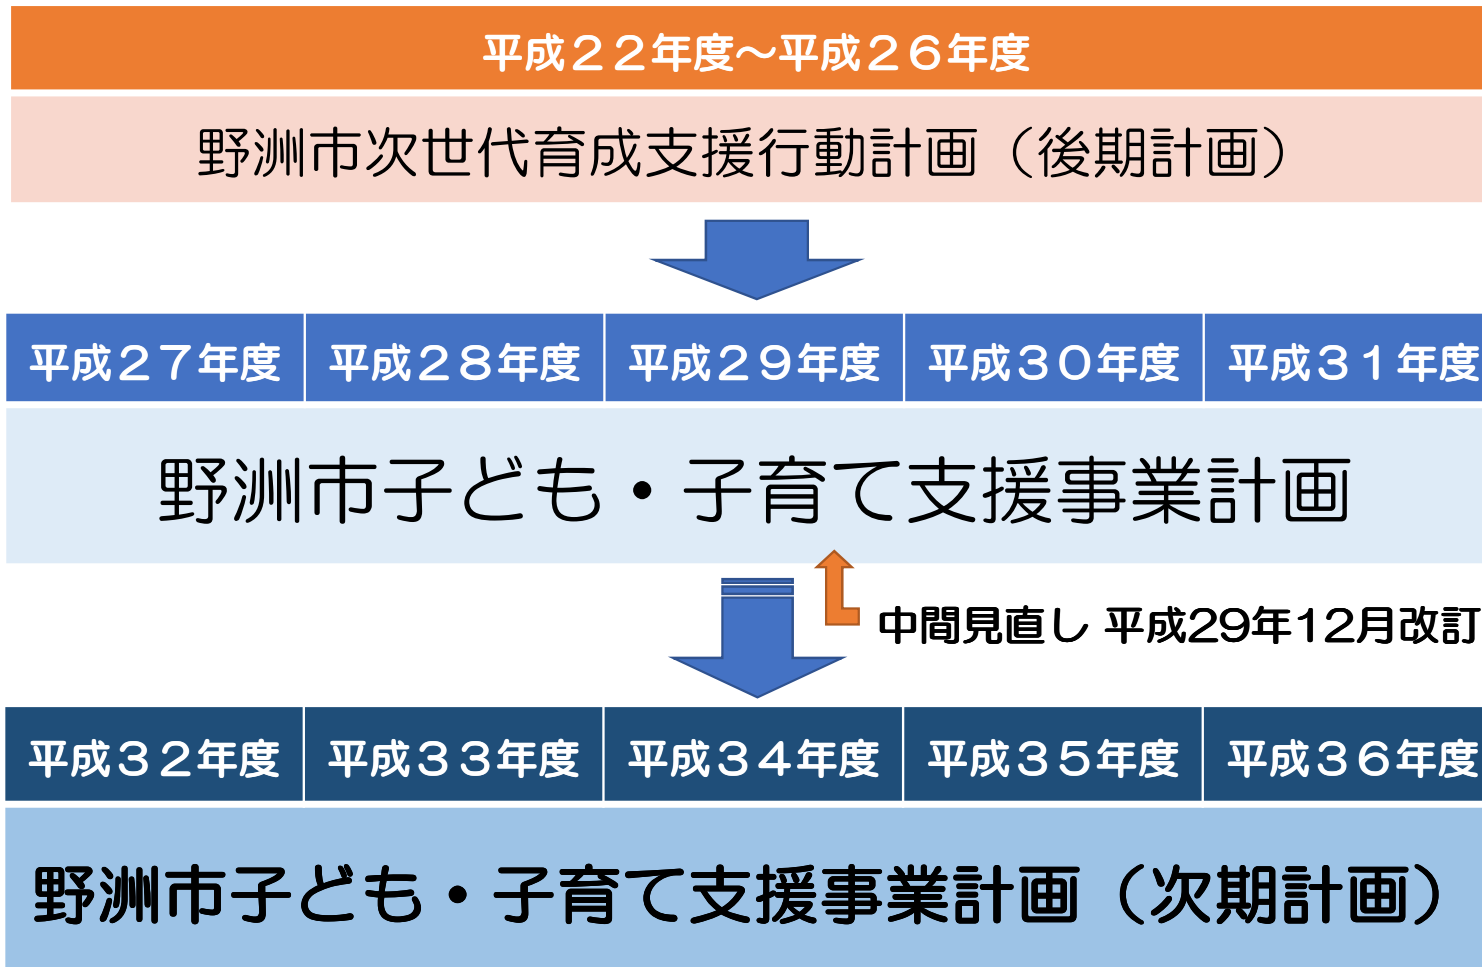 平成２２年度～平成２６年度
野洲市次世代育成支援行動計画（後期計画）
平成２７年度 平成２８年度 平成２９年度 平成３０年度 平成３１年度
野洲市子ども・子育て支援事業計画
中間見直し 平成29年12月改訂
平成３２年度 平成３３年度 平成３４年度 平成３５年度 平成３６年度
野洲市子ども・子育て支援事業計画（次期計画）